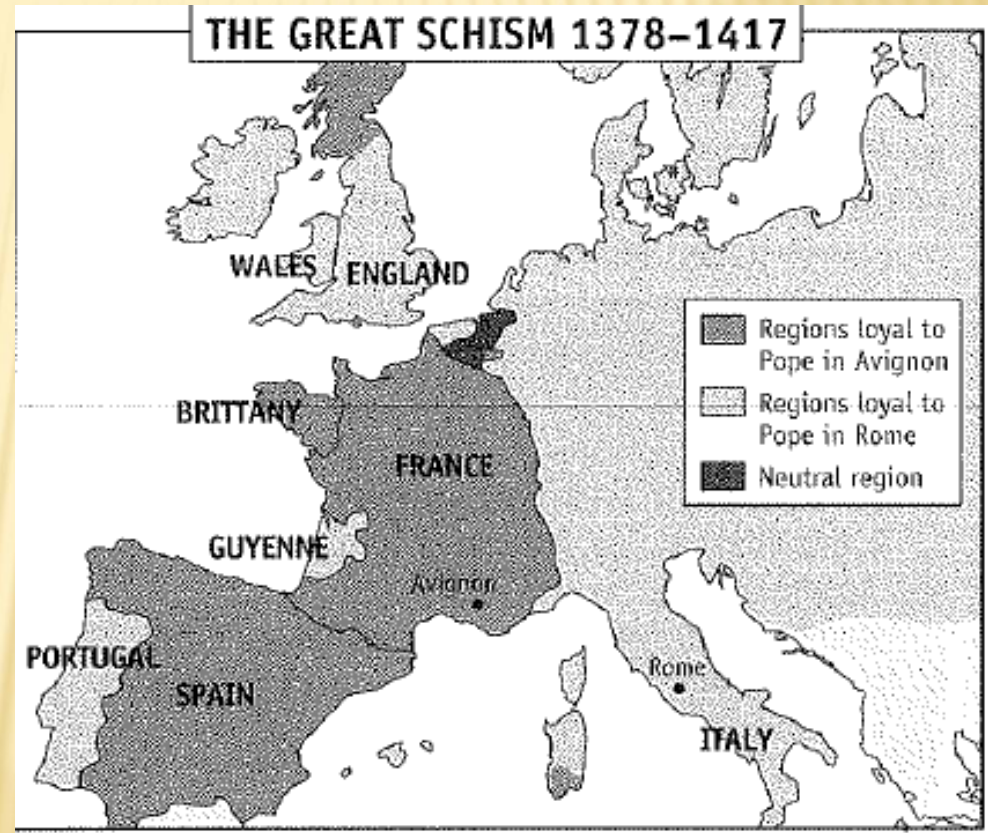 THE GREAT SCHISM 1378–1417
WALES
ENGLAND
Regions loyal to
Pope in Avignon
Regions loyal to
Pope in Rome
Neutral region
BRITTANY
FRANCE
GUYENNE
Avignon
PORTUGAL
SPAIN
Rome
ITALY